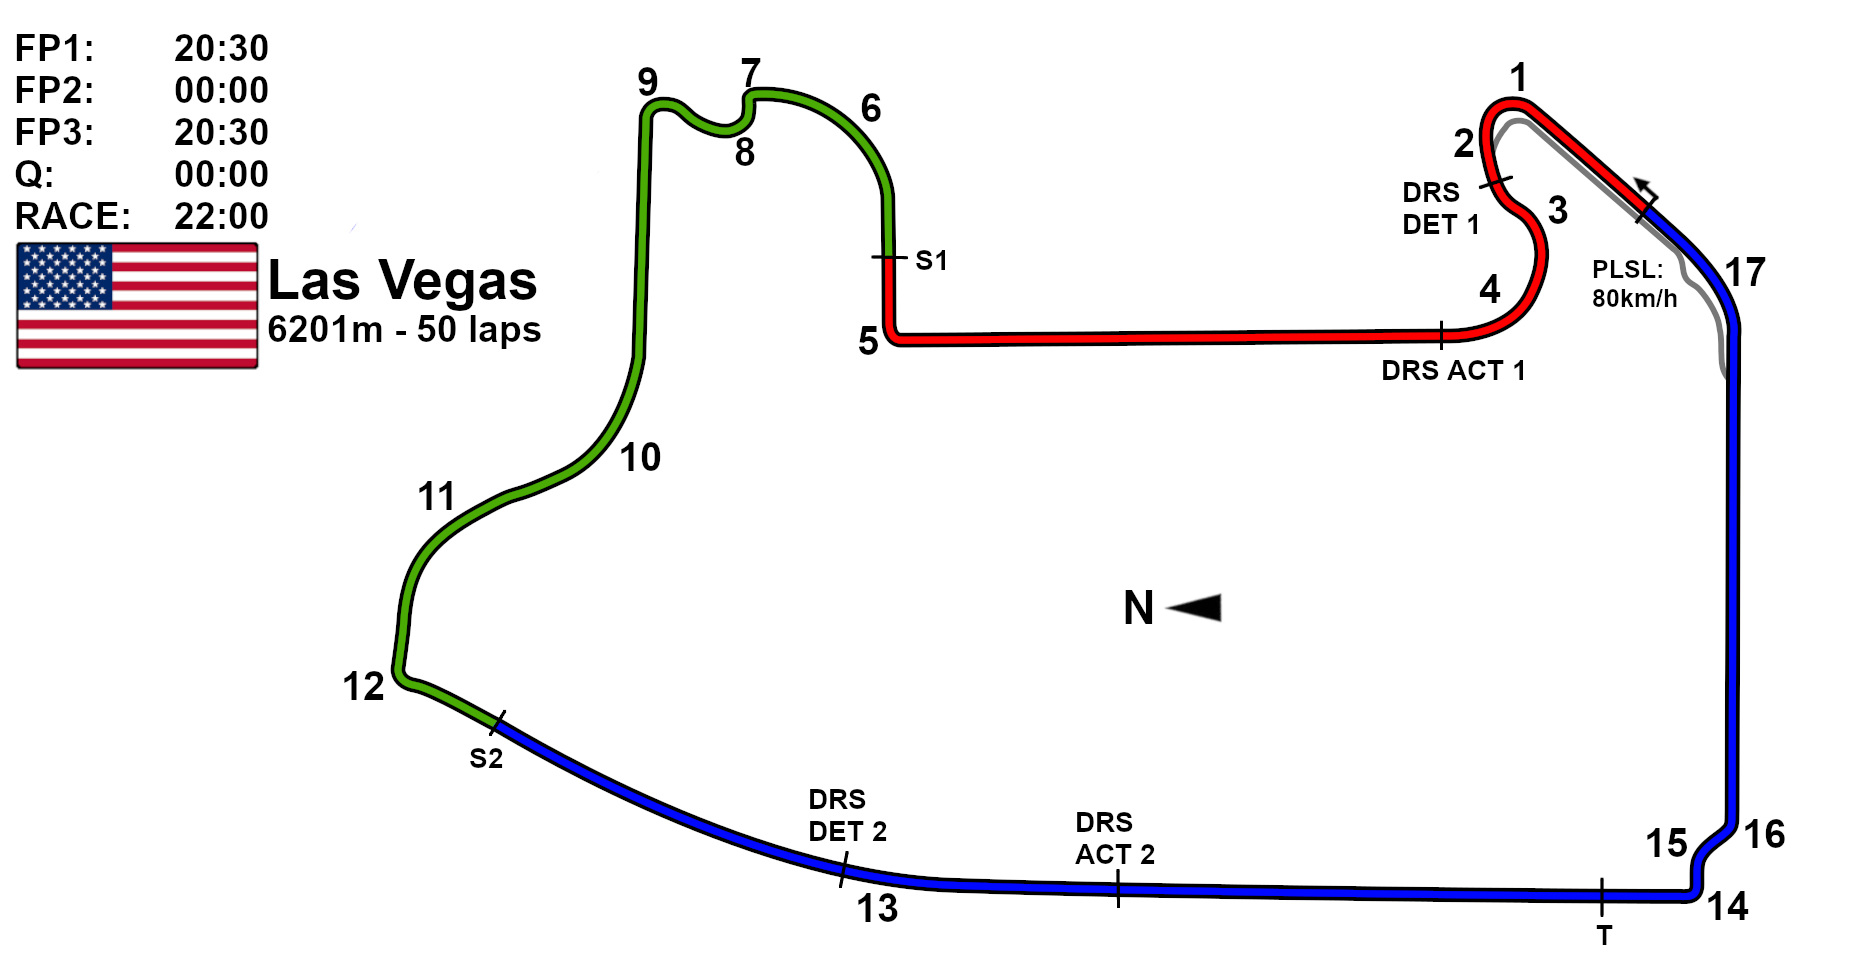 FP1: 20:30
FP2: 00:00
FP3: 20:30
Q: 00:00
RACE: 22:00
Las Vegas
6201m - 50 laps
1
2
DRS
DET 1
3
4
DRS ACT 1
5
S1
6
7
8
9
10
11
12
S2
DRS
DET 2
13
DRS
ACT 2
T
14
15
16
17
PLSL:
80km/h
N